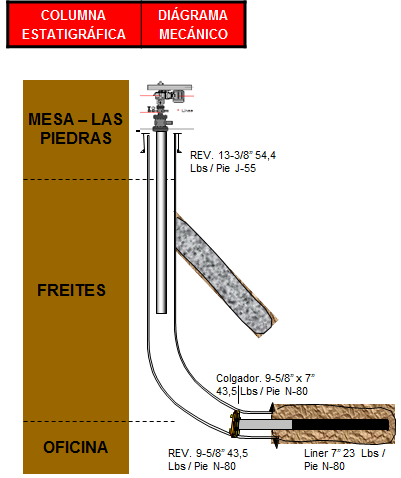 COLUMNA
ESTATIGRÁFICA
DIÁGRAMA
MECÁNICO
MESA – LAS
PIEDRAS
REV. 13-3/8” 54,4
Lbs / Pie J-55
FREITES
Colgador. 9-5/8” x 7”
43,5 Lbs / Pie N-80
OFICINA
REV. 9-5/8” 43,5
Lbs / Pie N-80
Liner 7” 23 Lbs /
Pie N-80